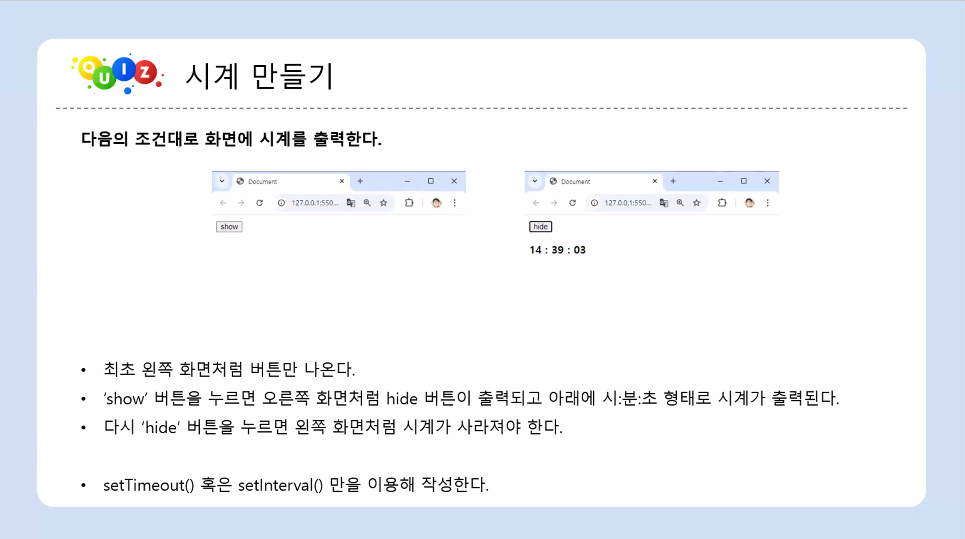 QUIZ 시계 만들기
다음의 조건대로 화면에 시계를 출력한다.
Document
127.0.0.1:550...
show
Document
127.0.0.1:550...
hide
14 : 39 : 03
• 최초 왼쪽 화면처럼 버튼만 나온다.
• ‘show’ 버튼을 누르면 오른쪽 화면처럼 hide 버튼이 출력되고 아래에 시:분:초 형태로 시계가 출력된다.
• 다시 ‘hide’ 버튼을 누르면 왼쪽 화면처럼 시계가 사라져야 한다.
• setTimeout() 혹은 setInterval() 만을 이용해 작성한다.